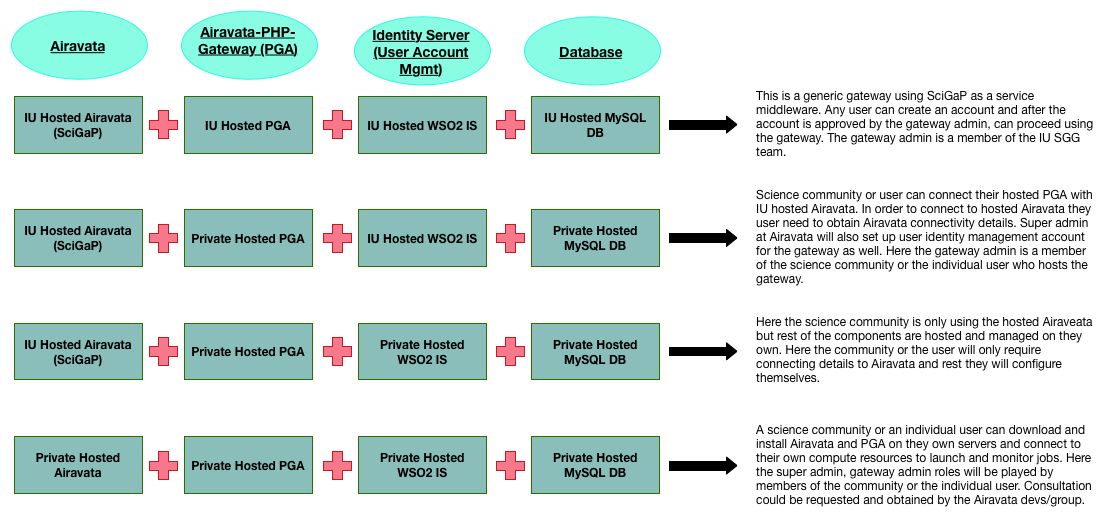 Airavata
Airavata-PHP-
Gateway (PGA)
Identity Server
(User Account
Mgmt)
Database
IU Hosted Airavata
(SciGaP)
IU Hosted PGA
IU Hosted WSO2 IS
IU Hosted MySQL
DB
This is a generic gateway using SciGaP as a service
middleware. Any user can create an account and after the
account is approved by the gateway admin, can proceed using
the gateway. The gateway admin is a member of the IU SGG
team.
IU Hosted Airavata
(SciGaP)
Private Hosted PGA
IU Hosted WSO2 IS
Private Hosted
MySQL DB
Science community or user can connect their hosted PGA with
IU hosted Airavata. In order to connect to hosted Airavata they
user need to obtain Airavata connectivity details. Super admin
at Airavata will also set up user identity management account
for the gateway as well. Here the gateway admin is a member
of the science community or the individual user who hosts the
gateway.
IU Hosted Airavata
(SciGaP)
Private Hosted PGA
Private Hosted
WSO2 IS
Private Hosted
MySQL DB
Here the science community is only using the hosted Airaveata
but rest of the components are hosted and managed on they
own. Here the community or the user will only require
connecting details to Airavata and rest they will configure
themselves.
Private Hosted
Airavata
Private Hosted PGA
Private Hosted
WSO2 IS
Private Hosted
MySQL DB
A science community or an individual user can download and
install Airavata and PGA on they own servers and connect to
their own compute resources to launch and monitor jobs. Here
the super admin, gateway admin roles will be played by
members of the community or the individual user. Consultation
could be requested and obtained by the Airavata devs/group.